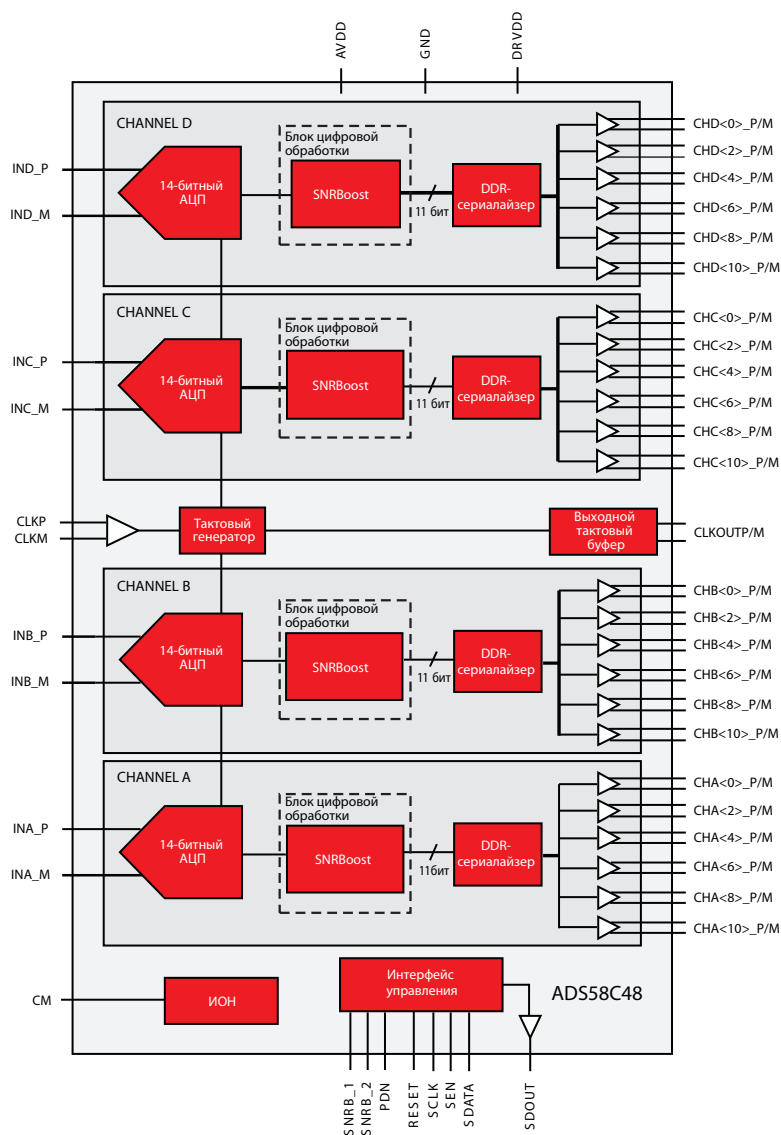 AVDD
GND
DRVDD
CHANNEL D
Блок цифровой
обработки
IND_P
IND_M
14-битный
АЦП
SNRBoost
11 бит
DDR-
сериалайзер
CHD<0>_P/M
CHD<2>_P/M
CHD<4>_P/M
CHD<6>_P/M
CHD<8>_P/M
CHD<10>_P/M
CHANNEL C
Блок цифровой
обработки
INC_P
INC_M
14-битный
АЦП
SNRBoost
11 бит
DDR-
сериалайзер
CHC<0>_P/M
CHC<2>_P/M
CHC<4>_P/M
CHC<6>_P/M
CHC<8>_P/M
CHC<10>_P/M
CLKP
CLKM
Тактовый
генератор
Выходной
тактовый
буфер
CLKOUTP/M
CHANNEL B
Блок цифровой
обработки
INB_P
INB_M
14-битный
АЦП
SNRBoost
11 бит
DDR-
сериалайзер
CHB<0>_P/M
CHB<2>_P/M
CHB<4>_P/M
CHB<6>_P/M
CHB<8>_P/M
CHB<10>_P/M
CHANNEL A
Блок цифровой
обработки
INA_P
INA_M
14-битный
АЦП
SNRBoost
11бит
DDR-
сериалайзер
CHA<0>_P/M
CHA<2>_P/M
CHA<4>_P/M
CHA<6>_P/M
CHA<8>_P/M
CHA<10>_P/M
CM
ИОН
Интерфейс
управления
ADS58C48
SNRB_1
SNRB_2
PDN
RESET
SCLK
SEN
SDATA
SDOUT